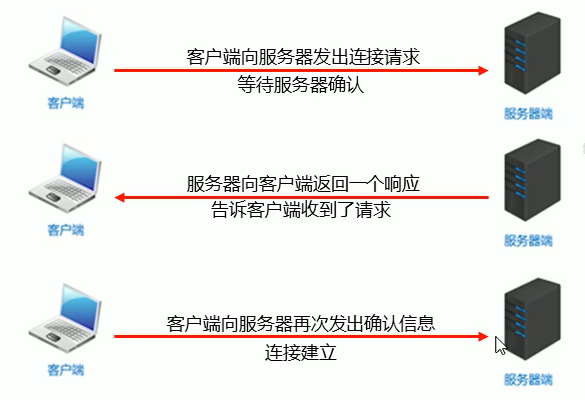 客户端向服务器发出连接请求
等待服务器确认
客户端
服务器端
服务器向客户端返回一个响应
告诉客户端收到了请求
客户端
服务器端
客户端向服务器再次发出确认信息
连接建立
客户端
服务器端